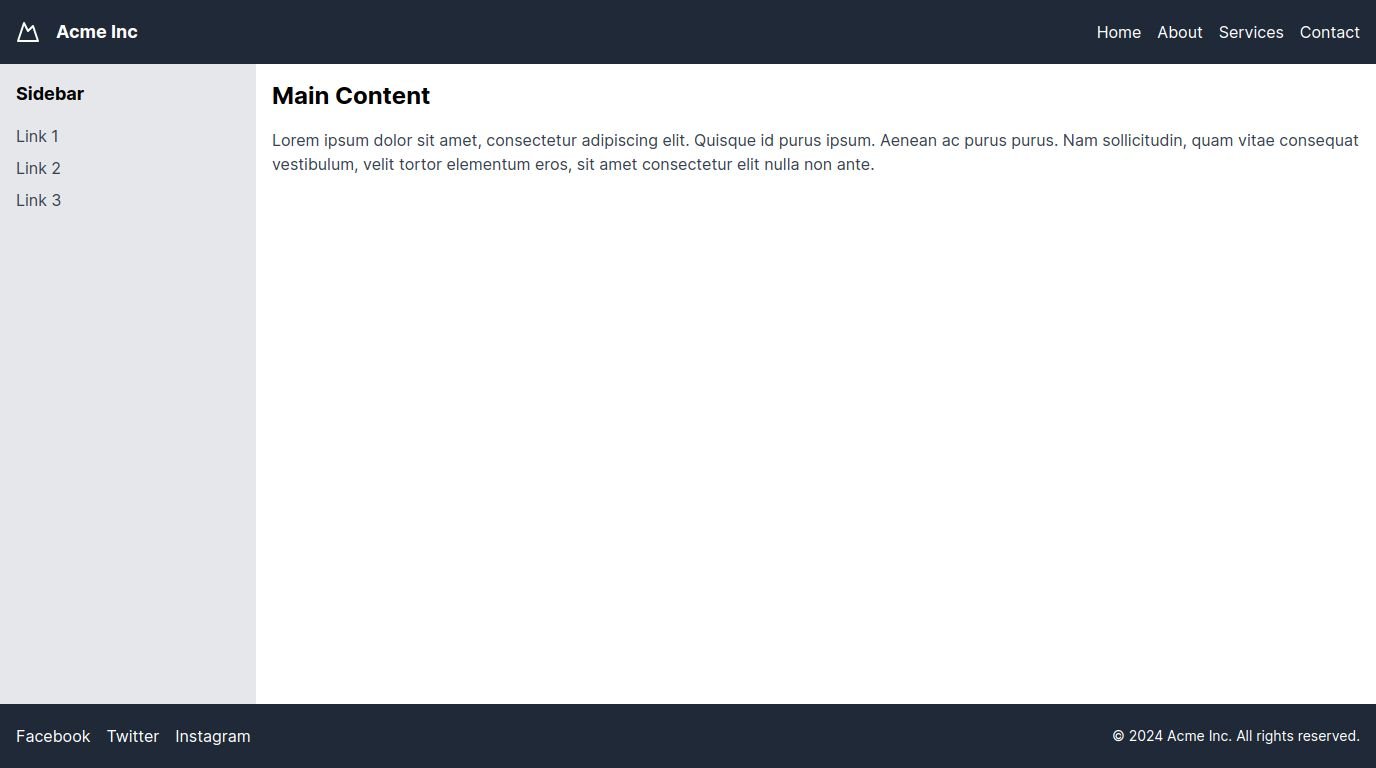 Acme Inc
Home About Services Contact
Sidebar
Link 1
Link 2
Link 3
Main Content
Lorem ipsum dolor sit amet, consectetur adipiscing elit. Quisque id purus ipsum. Aenean ac purus purus. Nam sollicitudin, quam vitae consequat
vestibulum, velit tortor elementum eros, sit amet consectetur elit nulla non ante.
Facebook Twitter Instagram
© 2024 Acme Inc. All rights reserved.